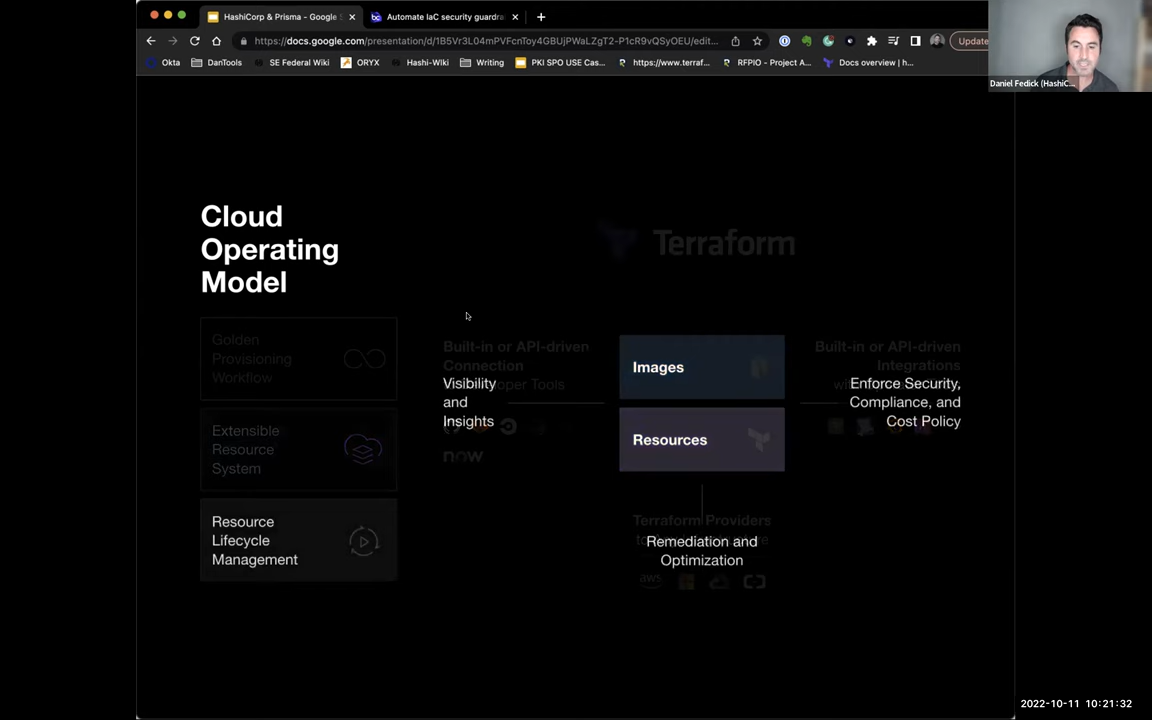 HashiCorp & Prisma - Google S
Automate IaC security guardra
https://docs.google.com/presentation/d/1B5Vr3L04mPVFcnToy4GBUjPWaLZgT2-P1cR9vQSyOEU/edit...
Update
Okta
DanTools
SE Federal Wiki
ORYX
Hashi-Wiki
Writing
PKI SPO USE Cas...
https://www.terraf...
RFPIO - Project A...
Docs overview | h...
Daniel Fedick (HashiC...
Cloud
Operating
Model
Terraform
Golden
Provisioning
Workflow
Extensible
Resource
System
Resource
Lifecycle
Management
Built-in or API-driven
Connection
Visibility
and
Insights
now
Images
Resources
Built-in or API-driven
Integrations
Enforce Security,
Compliance, and
Cost Policy
Terraform Providers
Remediation and
Optimization
aws
2022-10-11 10:21:32